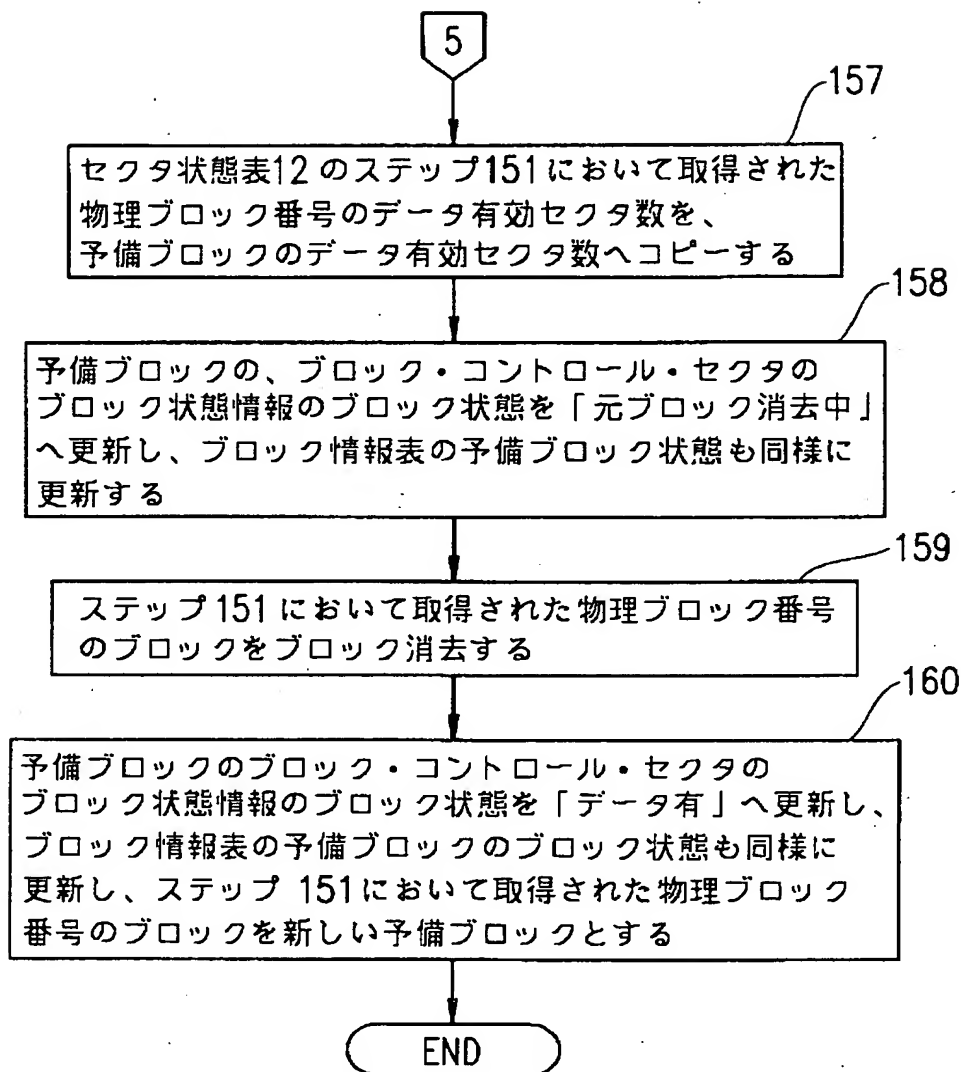 5
157
セクタ状態表12のステップ151において取得された
物理ブロック番号のデータ有効セクタ数を、
予備ブロックのデータ有効セクタ数へコピーする
158
予備ブロックの、ブロック・コントロール・セクタの
ブロック状態情報のブロック状態を「元ブロック消去中」
へ更新し、ブロック情報表の予備ブロック状態も同様に
更新する
159
ステップ151において取得された物理ブロック番号
のブロックをブロック消去する
160
予備ブロックのブロック・コントロール・セクタの
ブロック状態情報のブロック状態を「データ有」へ更新し、
ブロック情報表の予備ブロックのブロック状態も同様に
更新し、ステップ 151において取得された物理ブロック
番号のブロックを新しい予備ブロックとする
END